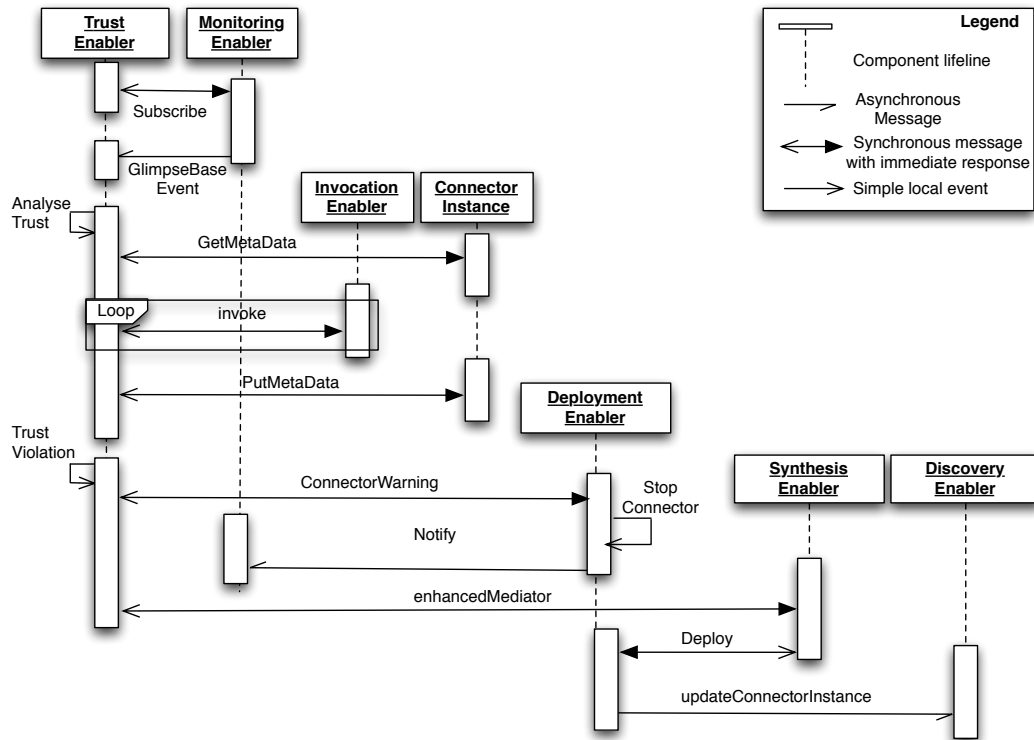 Trust
Enabler
Monitoring
Enabler
Legend
Component lifeline
Asynchronous
Message
Synchronous message
with immediate response
Simple local event
Subscribe
GlimpseBase
Event
Invocation
Enabler
Connector
Instance
Analyse
Trust
GetMetaData
Loop
invoke
PutMetaData
Deployment
Enabler
Trust
Violation
Synthesis
Enabler
Discovery
Enabler
ConnectorWarning
Stop
Connector
Notify
enhancedMediator
Deploy
updateConnectorInstance